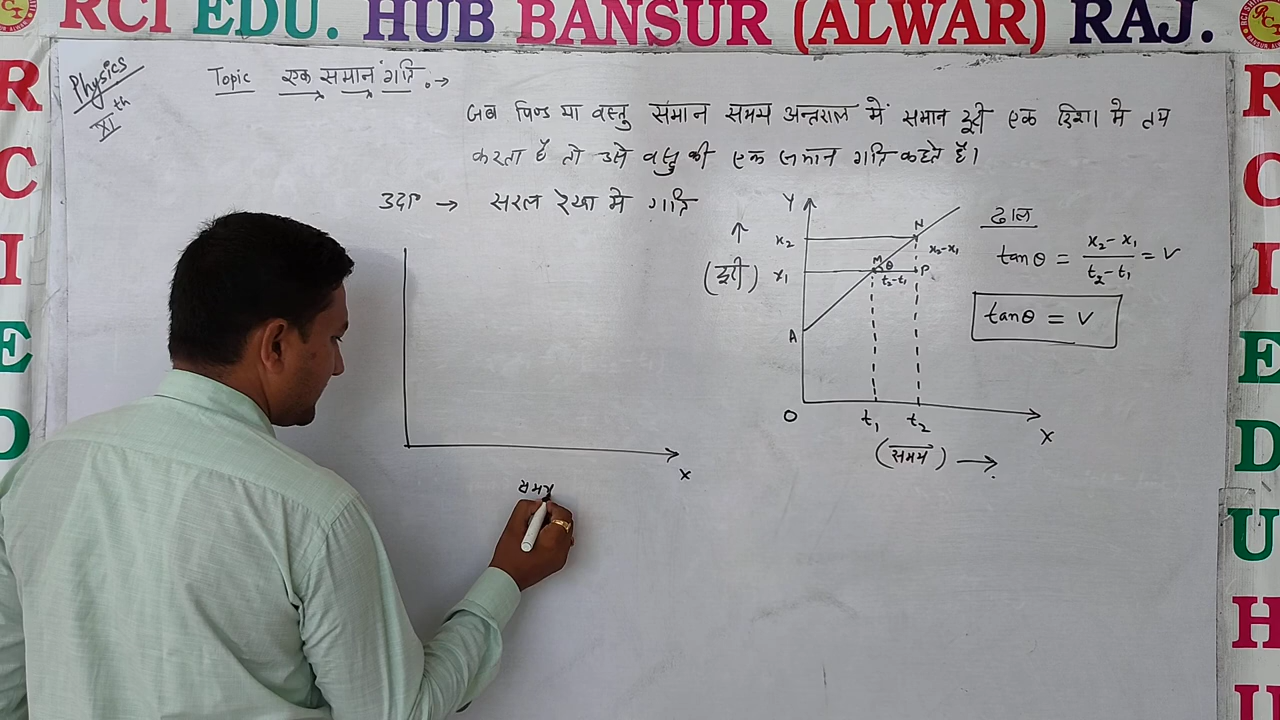 RCI EDU. HUB BANSUR (ALWAR) RAJ.
Physics
XIth
Topic एक समान गति :→
जब पिण्ड या वस्तु समान समय अन्तराल में समान दूरी एक दिशा मे तय
करता है तो उसे वस्तु की एक समान गति कहते है।
उदा० → सरल रेखा मे गति
X
समय
Y
↑
(दूरी)
x2
x1
A
O
M
θ
N
P
x2-x1
t2-t1
t1
t2
X
(समय) →
ढाल
tanθ = x2-x1 / t2-t1 = v
tanθ = v
R
C
I
E
D
R
C
I
E
D
U
H
U